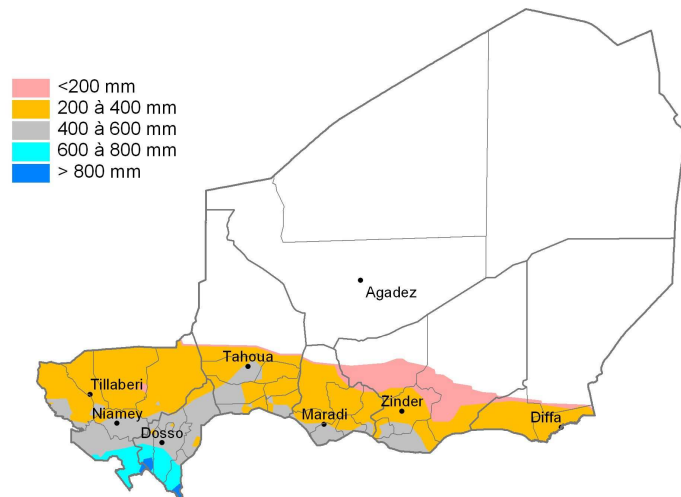 <200 mm
200 à 400 mm
400 à 600 mm
600 à 800 mm
> 800 mm
Agadez
Tahoua
Tillaberi
Zinder
Niamey
Maradi
Diffa
Dosso